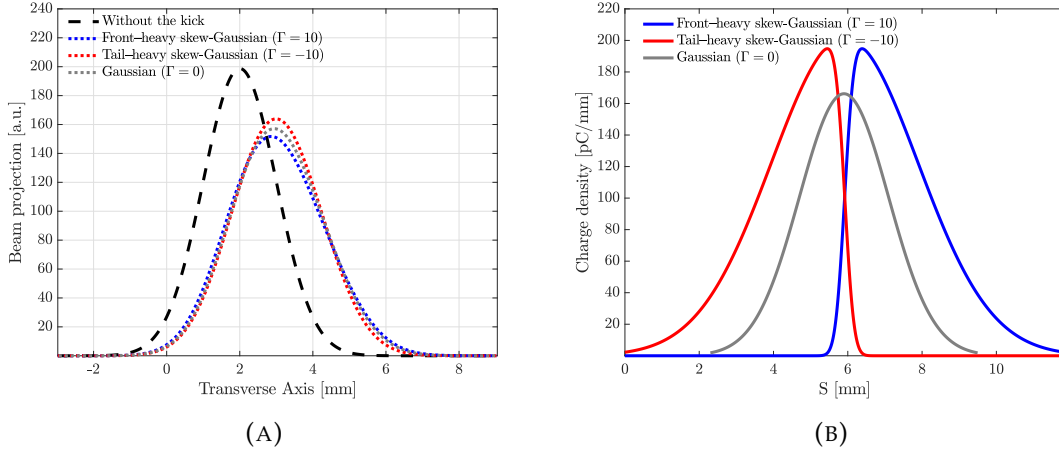 240
220
200
180
160
140
120
100
80
60
40
20
-2
0
2
4
6
8
Beam projection [a.u.]
Transverse Axis [mm]
Without the kick
Front–heavy skew-Gaussian (Γ = 10)
Tail–heavy skew-Gaussian (Γ = −10)
Gaussian (Γ = 0)
(A)
220
200
180
160
140
120
100
80
60
40
20
0
2
4
6
8
10
Charge density [pC/mm]
S [mm]
Front–heavy skew-Gaussian (Γ = 10)
Tail–heavy skew-Gaussian (Γ = −10)
Gaussian (Γ = 0)
(B)